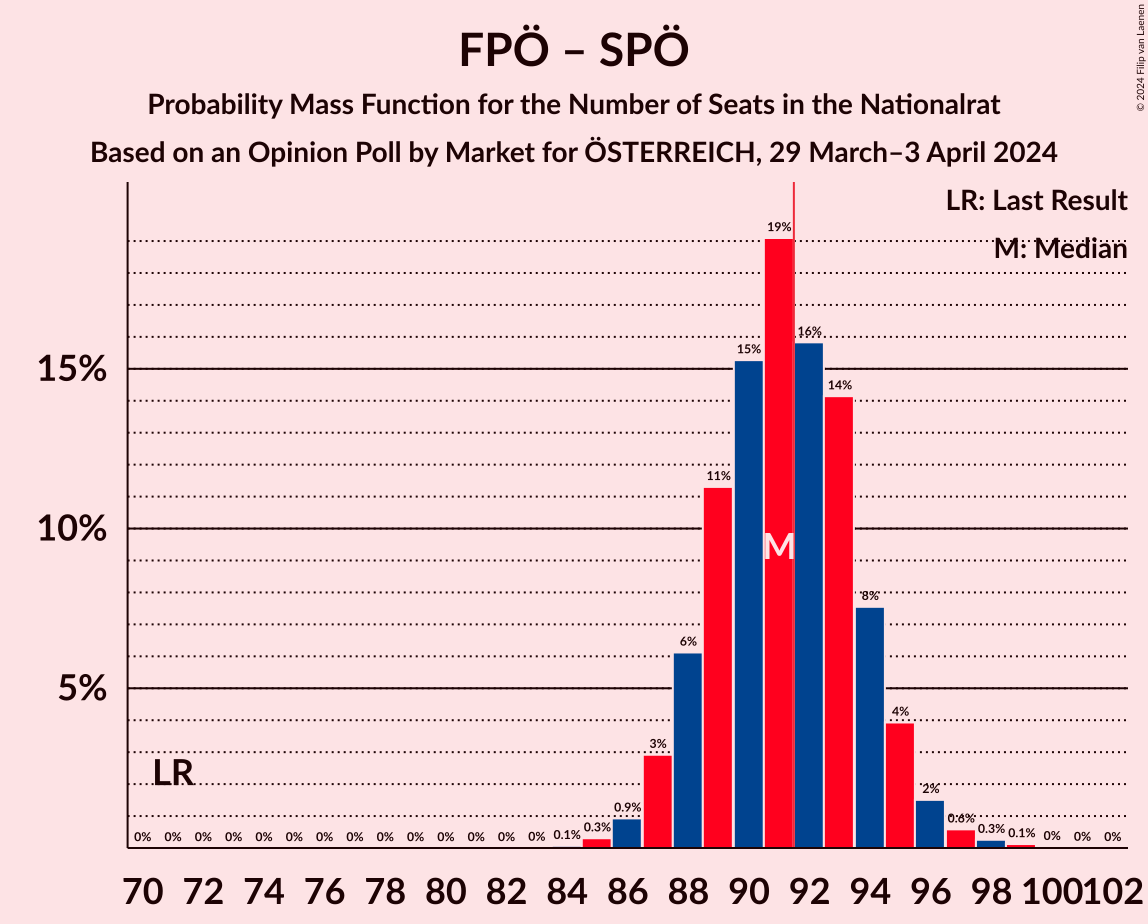 FPÖ – SPÖ
Probability Mass Function for the Number of Seats in the Nationalrat
Based on an Opinion Poll by Market for ÖSTERREICH, 29 March–3 April 2024
© 2024 Filip van Laenen
LR: Last Result
M: Median
15%
10%
5%
LR
M
0% 0% 0% 0% 0% 0% 0% 0% 0% 0% 0% 0% 0% 0% 0.1% 0.3% 0.9% 3% 6% 11% 15% 19% 16% 14% 8% 4% 2% 0.6% 0.3% 0.1% 0% 0% 0%
70 72 74 76 78 80 82 84 86 88 90 92 94 96 98 100 102